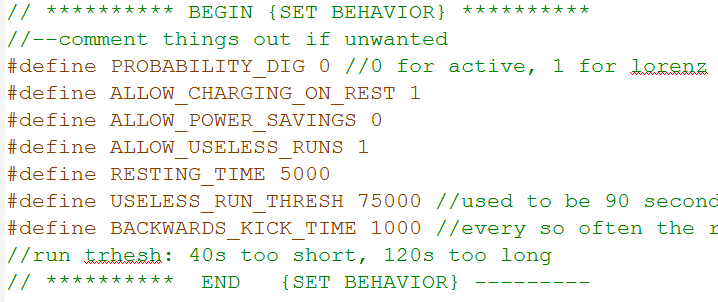 // ********** BEGIN {SET BEHAVIOR} **********
//--comment things out if unwanted
#define PROBABILITY_DIG 0 //0 for active, 1 for lorenz
#define ALLOW_CHARGING_ON_REST 1
#define ALLOW_POWER_SAVINGS 0
#define ALLOW_USELESS_RUNS 1
#define RESTING_TIME 5000
#define USELESS_RUN_THRESH 75000 //used to be 90 second
#define BACKWARDS_KICK_TIME 1000 //every so often the r
//run trhesh: 40s too short, 120s too long
// **********  END   {SET BEHAVIOR} ---------